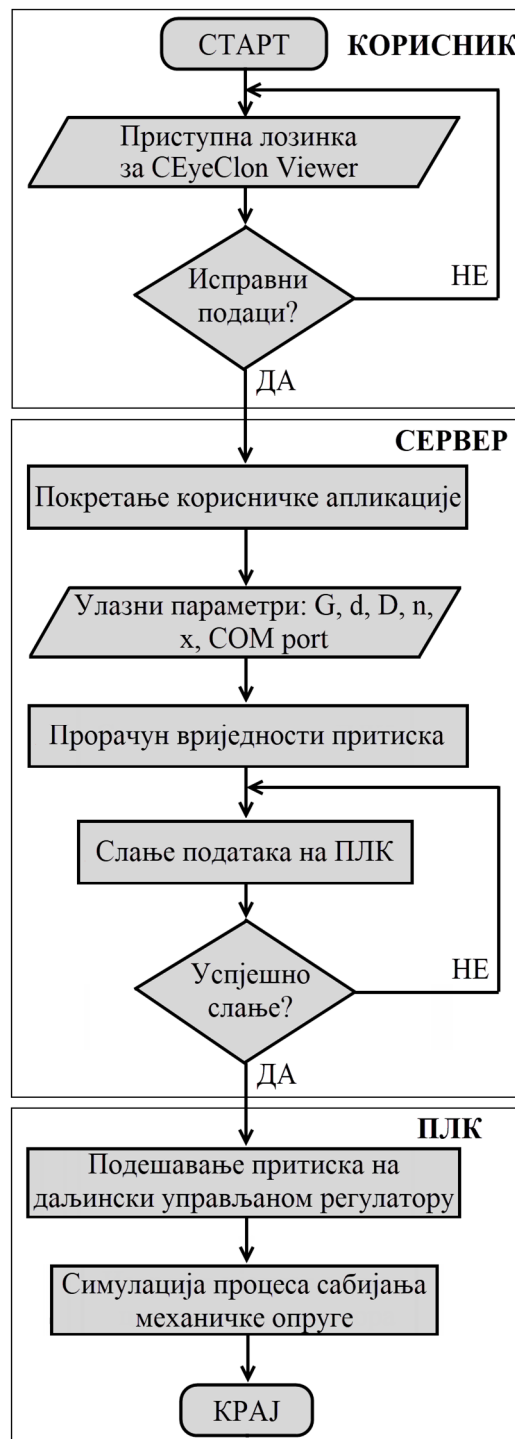 СТАРТ
КОРИСНИК
Приступна лозинка
за CEyeClon Viewer
Исправни
подаци?
НЕ
ДА
СЕРВЕР
Покретање корисничке апликације
Улазни параметри: G, d, D, n,
x, COM port
Прорачун вриједности притиска
Слање података на ПЛК
Успјешно
слање?
НЕ
ДА
ПЛК
Подешавање притиска на
даљински управљаном регулатору
Симулација процеса сабијања
механичке опруге
КРАЈ